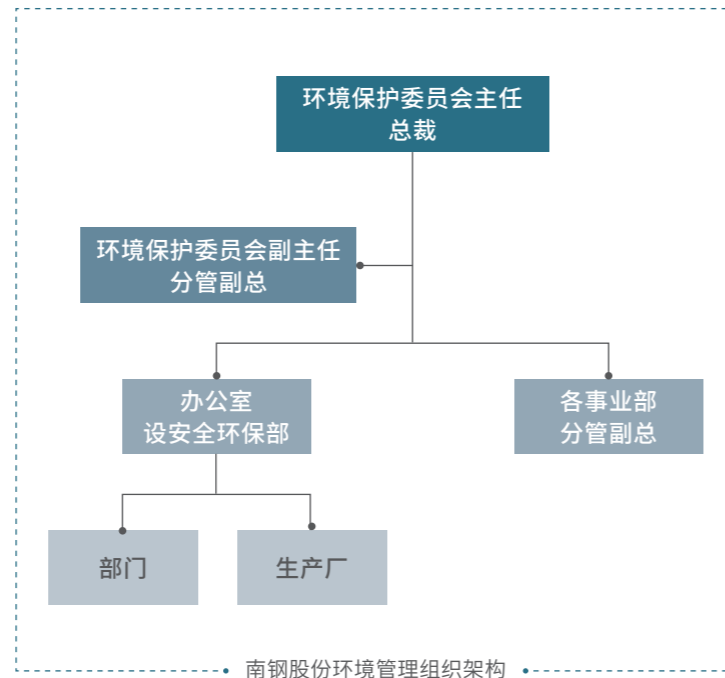 环境保护委员会主任
总裁
环境保护委员会副主任
分管副总
办公室
设安全环保部
各事业部
分管副总
部门
生产厂
南钢股份环境管理组织架构